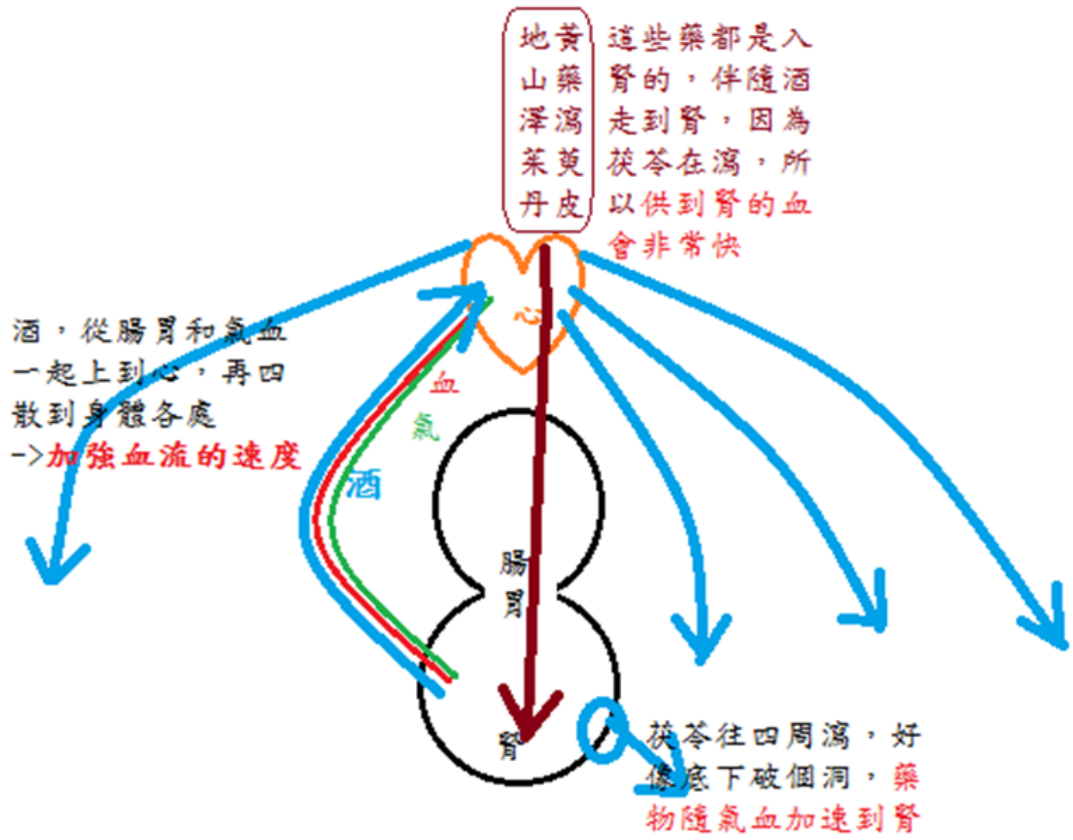 地黃
山藥
澤瀉
茱萸
丹皮
這些藥都是入
腎的，伴隨酒
走到腎，因為
茯苓在瀉，所
以供到腎的血
會非常快
心
酒，從腸胃和氣血
一起上到心，再四
散到身體各處
->加強血流的速度
血
氣
酒
腸
胃
腎
茯苓往四周瀉，好
像底下破個洞，藥
物隨氣血加速到腎